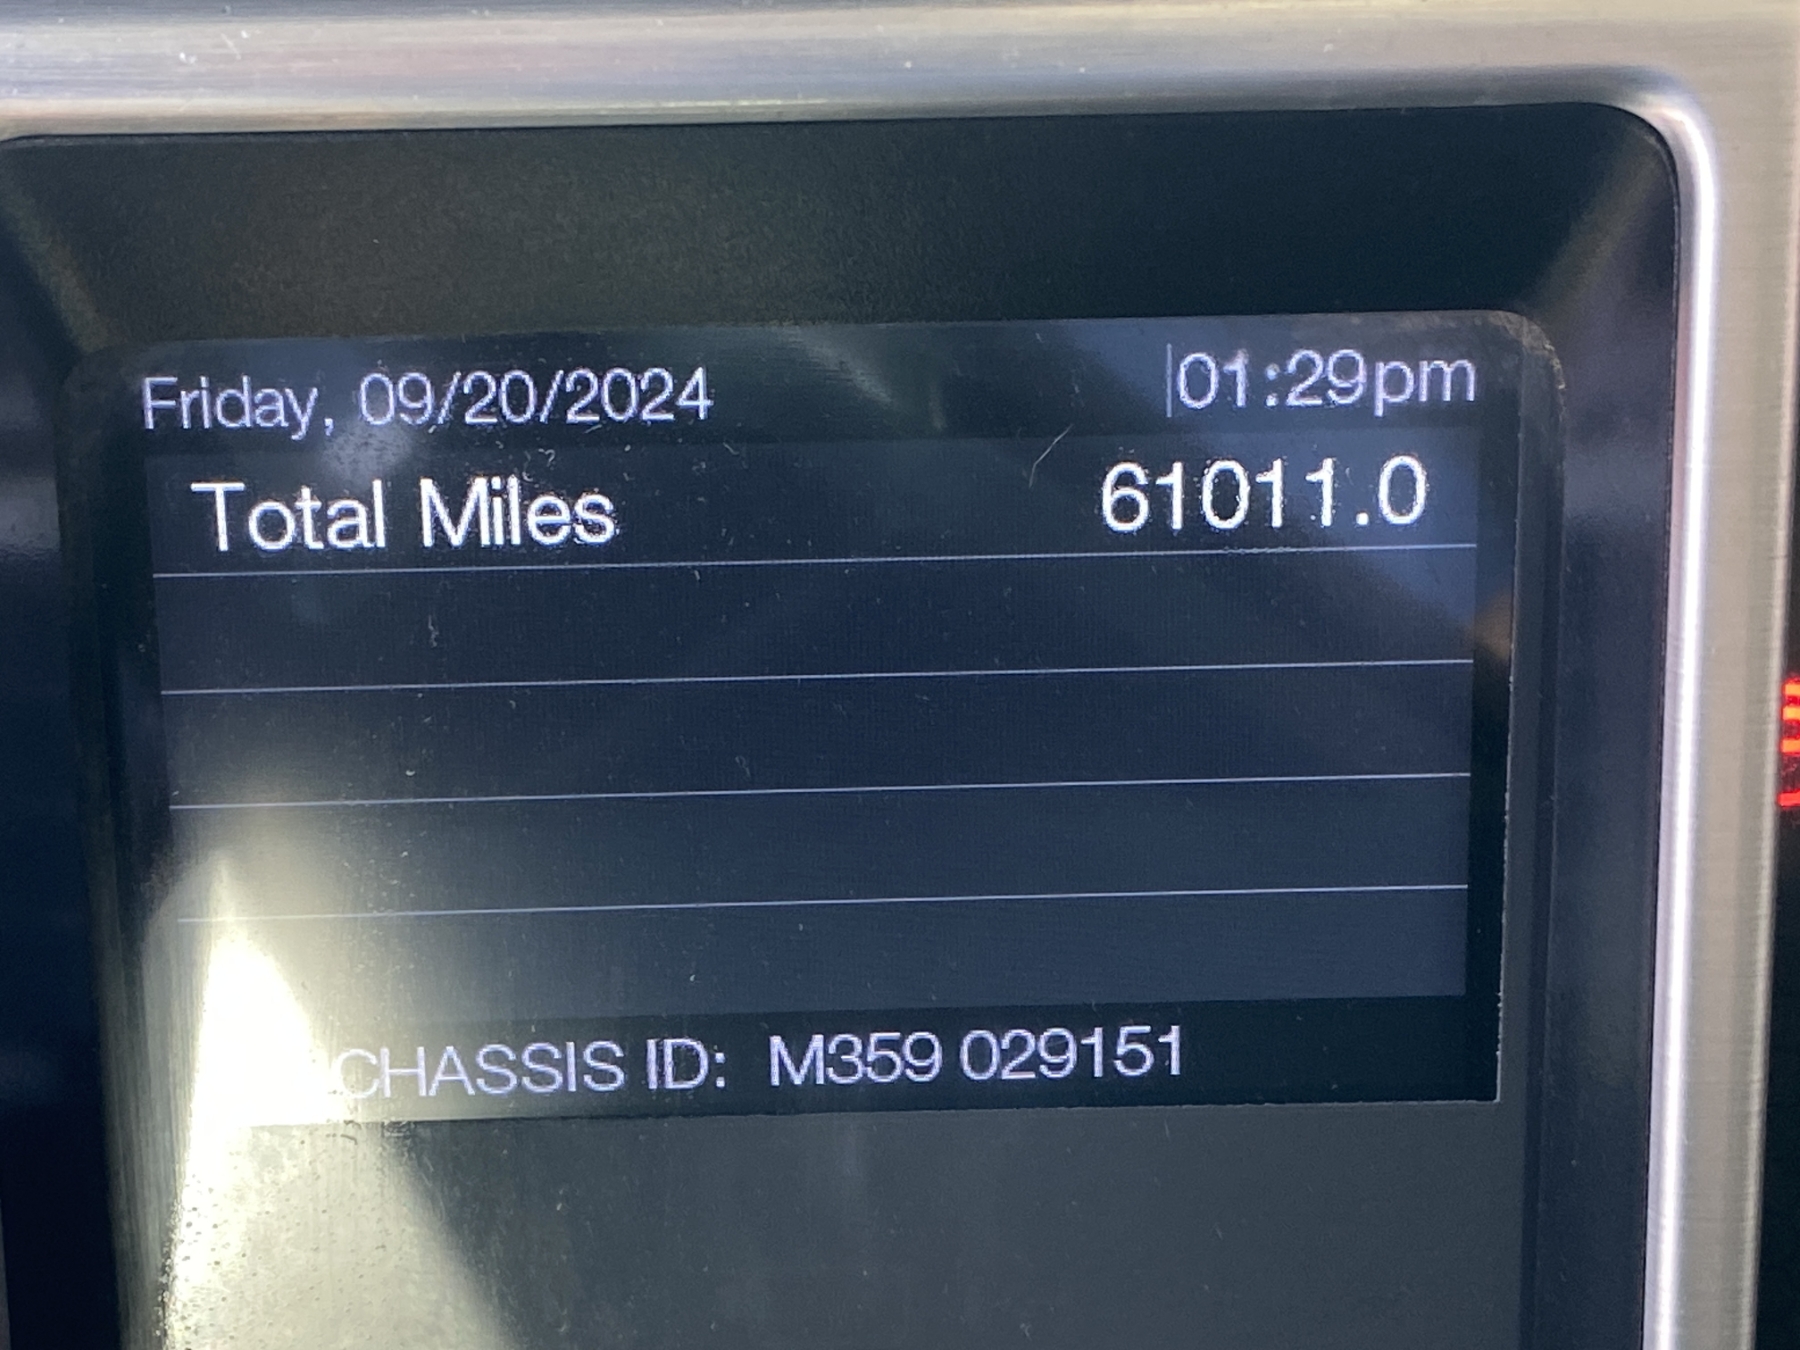 Friday, 09/20/2024 01:29pm
Total Miles 61011.0
CHASSIS ID: M359 029151